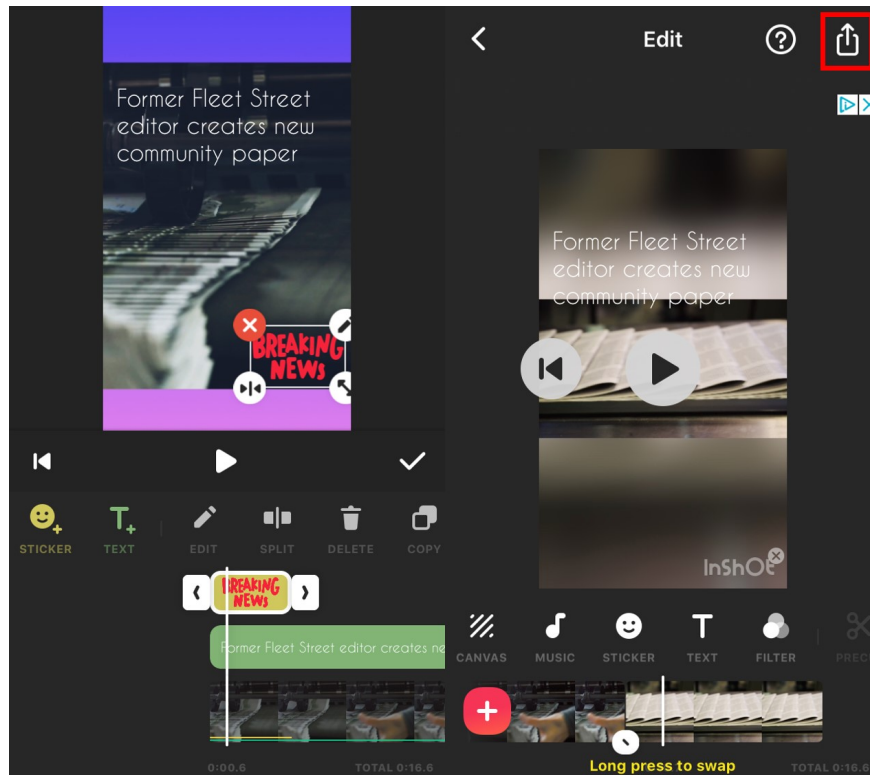 Former Fleet Street
editor creates new
community paper
BREAKING
NEWS
STICKER
TEXT
EDIT
SPLIT
DELETE
COPY
BREAKING
NEWS
Former Fleet Street editor creates ne
0:00.6
TOTAL 0:16.6
Edit
Former Fleet Street
editor creates new
community paper
InShOt
CANVAS
MUSIC
STICKER
TEXT
FILTER
PREC
Long press to swap
TOTAL 0:16.6